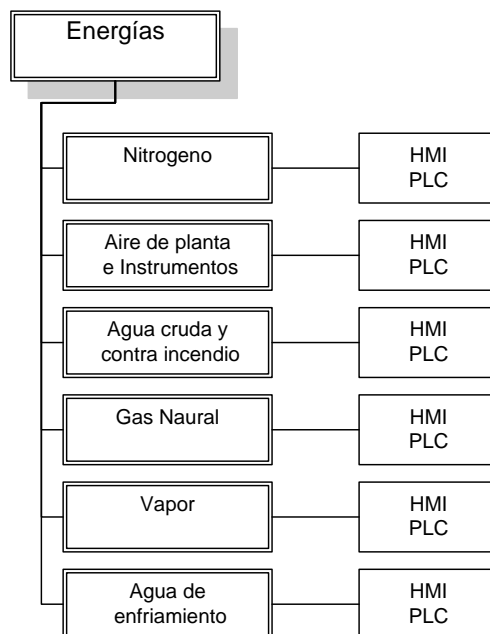 Energías
Nitrogeno
HMI
PLC
Aire de planta
e Instrumentos
HMI
PLC
Agua cruda y
contra incendio
HMI
PLC
Gas Naural
HMI
PLC
Vapor
HMI
PLC
Agua de
enfriamiento
HMI
PLC